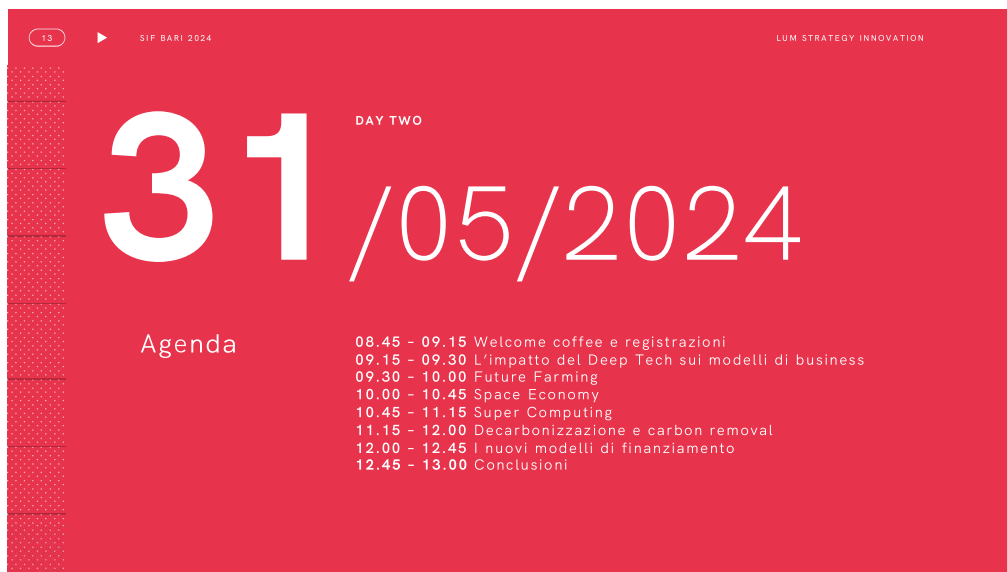 13
SIF BARI 2024
LUM STRATEGY INNOVATION
DAY TWO
31/05/2024
Agenda
08.45 – 09.15 Welcome coffee e registrazioni
09.15 – 09.30 L’impatto del Deep Tech sui modelli di business
09.30 – 10.00 Future Farming
10.00 – 10.45 Space Economy
10.45 – 11.15 Super Computing
11.15 – 12.00 Decarbonizzazione e carbon removal
12.00 – 12.45 I nuovi modelli di finanziamento
12.45 – 13.00 Conclusioni